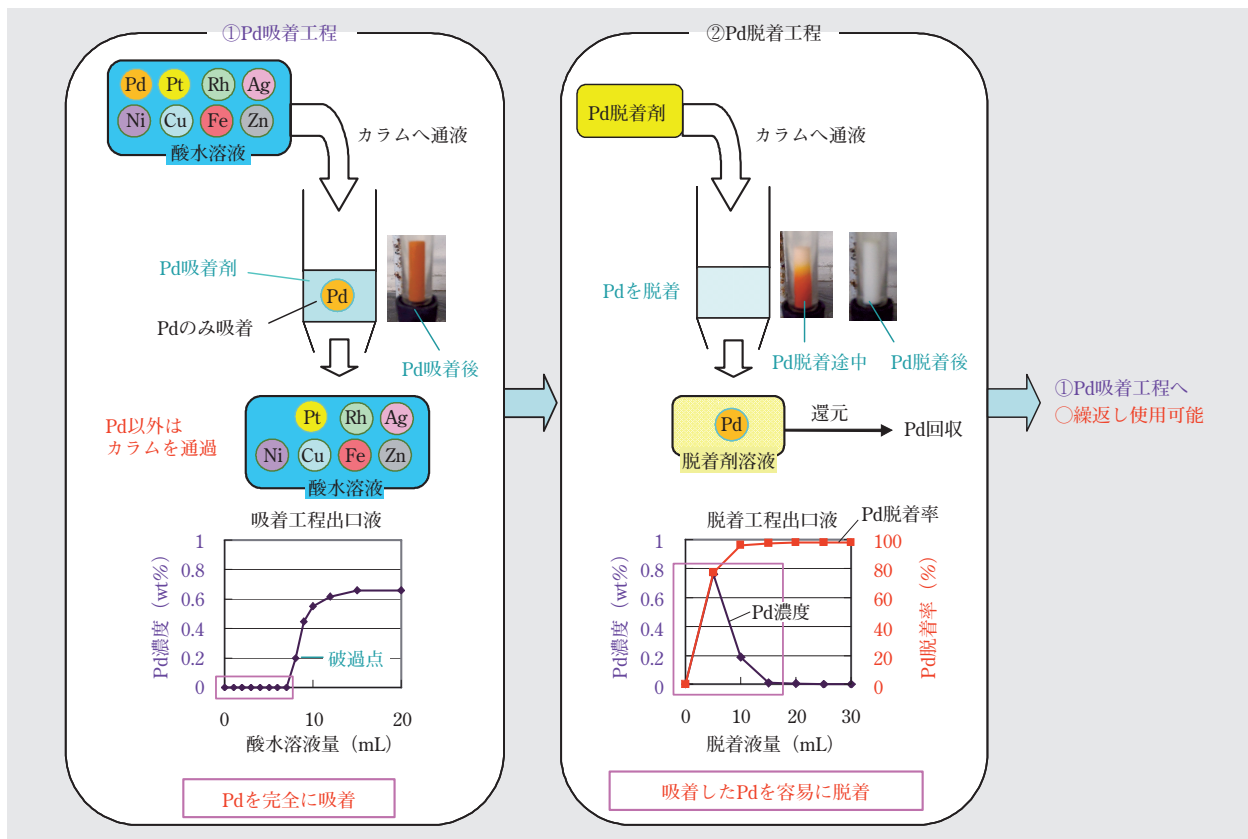 ①Pd吸着工程
Pd
Pt
Rh
Ag
Ni
Cu
Fe
Zn
酸水溶液
カラムへ通液
Pd吸着剤
Pd
Pdのみ吸着
Pd吸着後
Pd以外は
カラムを通過
Pt
Rh
Ag
Ni
Cu
Fe
Zn
酸水溶液
吸着工程出口液
Pd濃度（wt%）
1
0.8
0.6
0.4
0.2
0
破過点
0
10
20
酸水溶液量（mL）
Pdを完全に吸着
②Pd脱着工程
Pd脱着剤
カラムへ通液
Pdを脱着
Pd脱着途中
Pd脱着後
Pd
脱着剤溶液
還元
Pd回収
脱着工程出口液
Pd脱着率
Pd濃度（wt%）
1
0.8
0.6
0.4
0.2
0
Pd濃度
100
80
60
40
20
0
Pd脱着率（%）
0
10
20
30
脱着液量（mL）
吸着したPdを容易に脱着
①Pd吸着工程へ
○繰返し使用可能